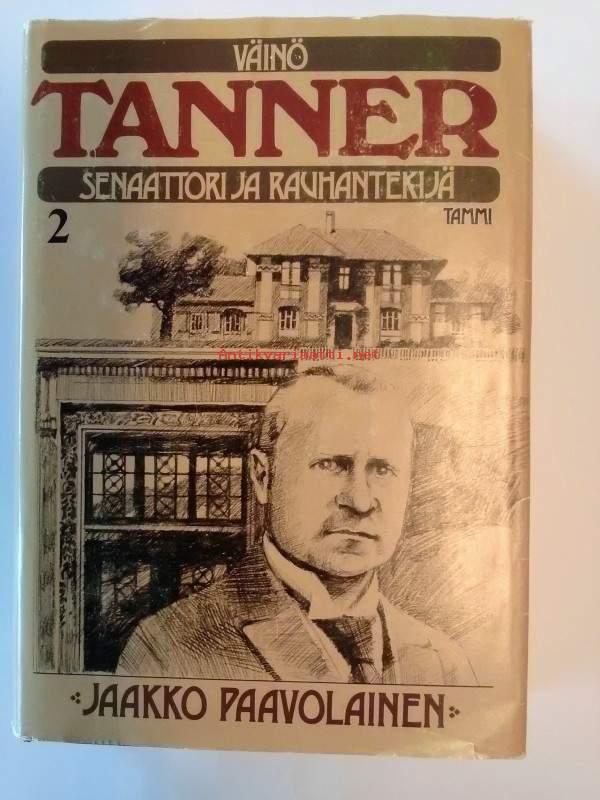 VÄINÖ
TANNER
SENAATTORI JA RAUHANTEKIJÄ
2
TAMMI
Antikvariaatti.net
JAAKKO PAAVOLAINEN